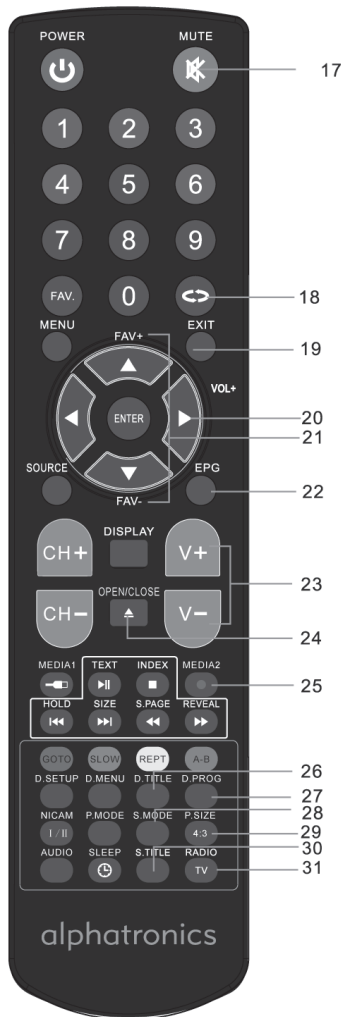 POWER MUTE
17
1 2 3
4 5 6
7 8 9
FAV. 0
18
MENU EXIT
FAV+
19
VOL+
ENTER
20
21
SOURCE EPG
22
FAV-
DISPLAY
CH+ V+
23
OPEN/CLOSE
CH- V-
24
MEDIA1 TEXT INDEX MEDIA2
25
HOLD SIZE S.PAGE REVEAL
GOTO SLOW REPT A-B
26
D.SETUP D.MENU D.TITLE D.PROG
27
28
NICAM P.MODE S.MODE P.SIZE
I/II 4:3
29
30
AUDIO SLEEP S.TITLE RADIO
TV
31
alphatronics